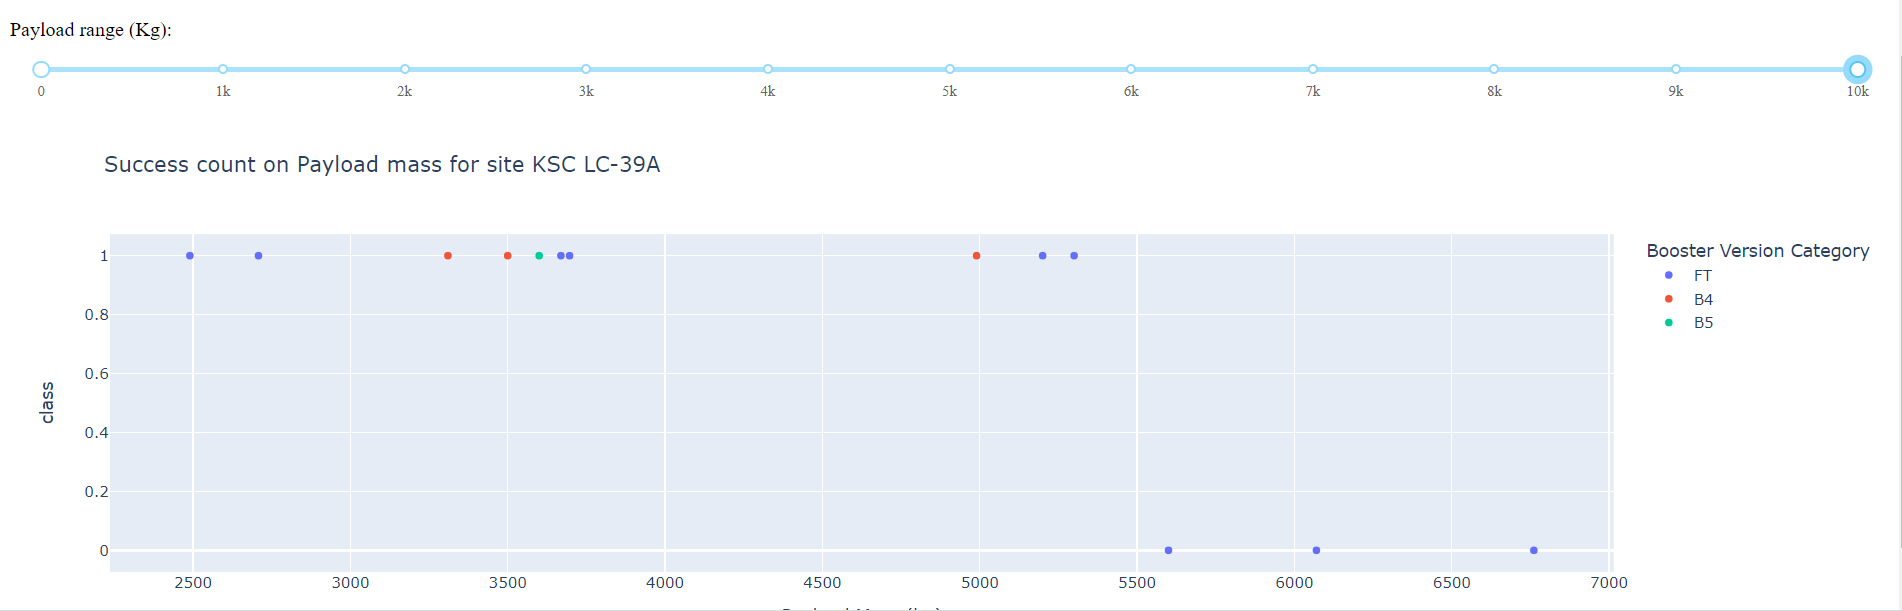 Payload range (Kg):
0 1k 2k 3k 4k 5k 6k 7k 8k 9k 10k
Success count on Payload mass for site KSC LC-39A
Booster Version Category
FT
B4
B5
1
0.8
0.6
0.4
0.2
0
class
2500 3000 3500 4000 4500 5000 5500 6000 6500 7000